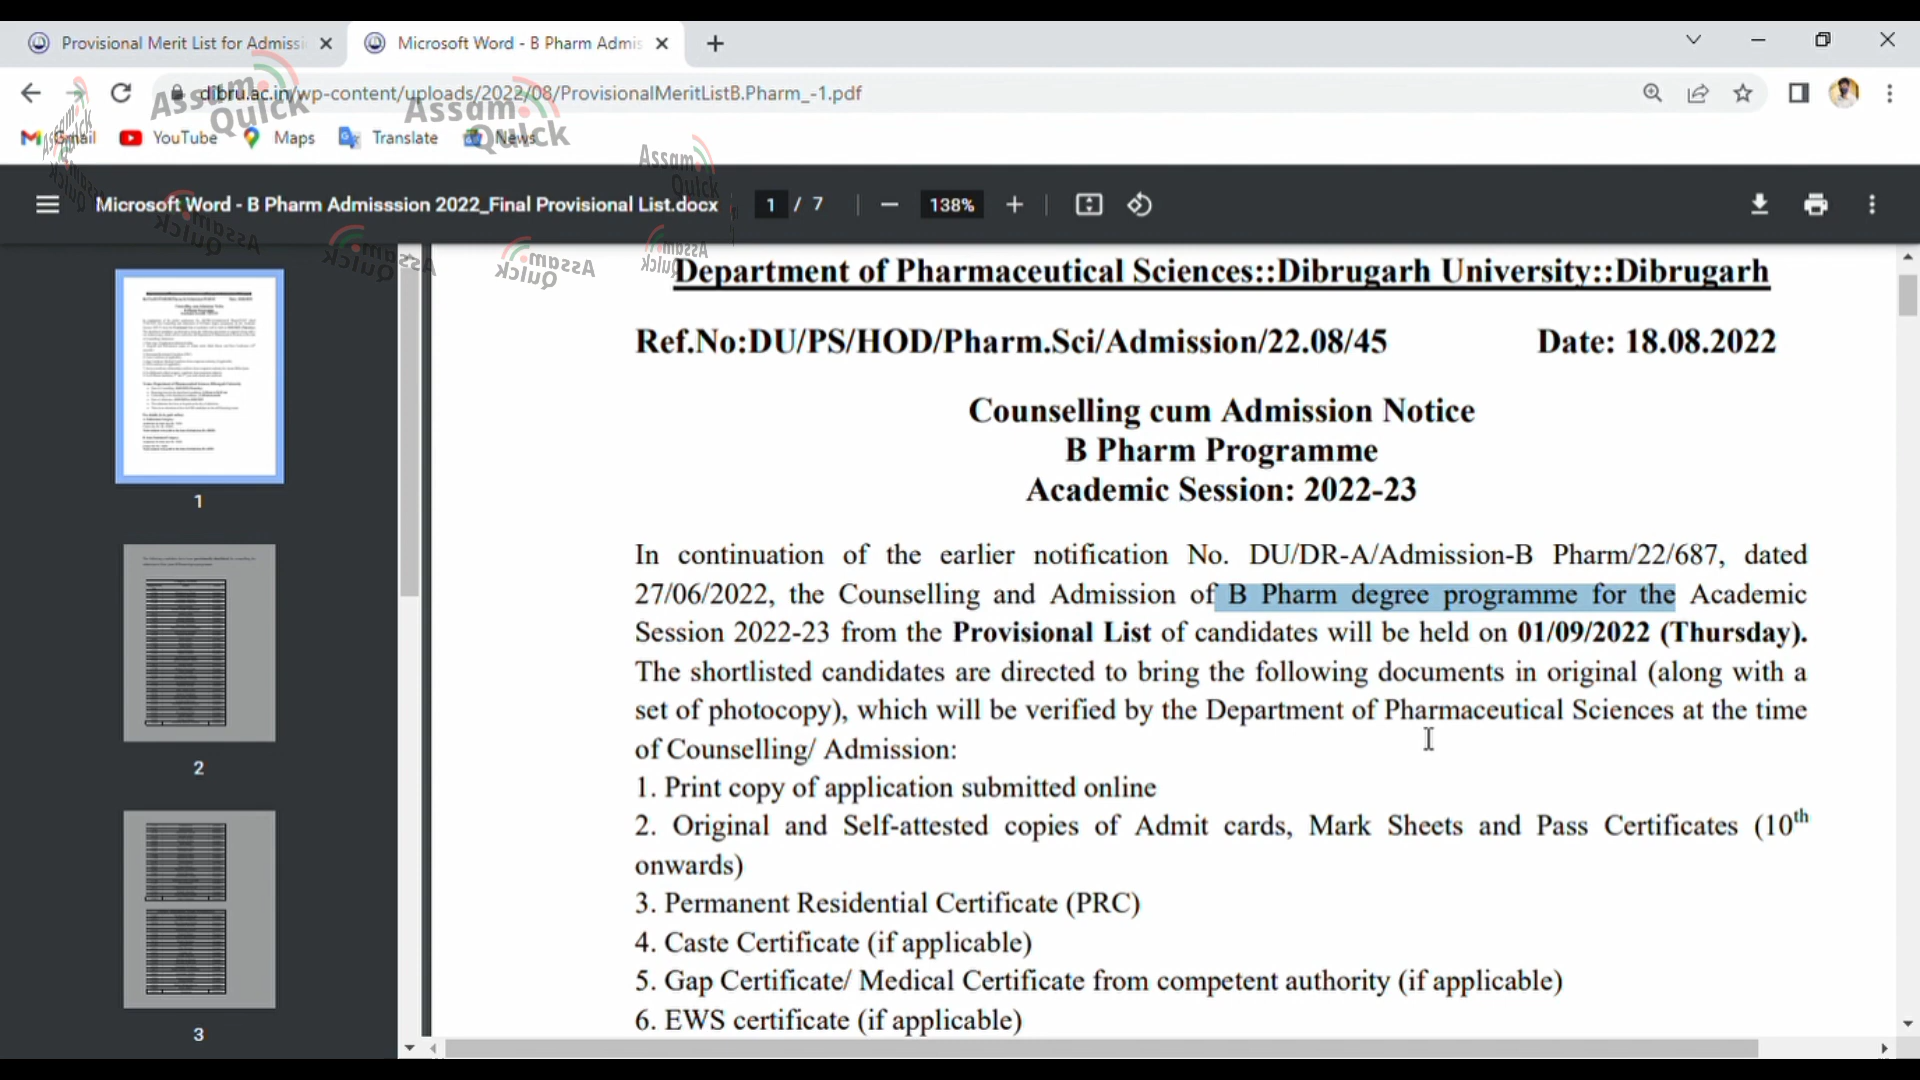 Provisional Merit List for Admissi
Microsoft Word - B Pharm Admis
dibru.ac.in/wp-content/uploads/2022/08/ProvisionalMeritListB.Pharm_-1.pdf
Gmail YouTube Maps Translate News
Assam Quick
Assam Quick
Assam Quick
Microsoft Word - B Pharm Admisssion 2022_Final Provisional List.docx 1 / 7 138%
Department of Pharmaceutical Sciences::Dibrugarh University::Dibrugarh
Ref.No:DU/PS/HOD/Pharm.Sci/Admission/22.08/45 Date: 18.08.2022
Counselling cum Admission Notice
B Pharm Programme
Academic Session: 2022-23
In continuation of the earlier notification No. DU/DR-A/Admission-B Pharm/22/687, dated
27/06/2022, the Counselling and Admission of B Pharm degree programme for the Academic
Session 2022-23 from the Provisional List of candidates will be held on 01/09/2022 (Thursday).
The shortlisted candidates are directed to bring the following documents in original (along with a
set of photocopy), which will be verified by the Department of Pharmaceutical Sciences at the time
of Counselling/ Admission:
1. Print copy of application submitted online
2. Original and Self-attested copies of Admit cards, Mark Sheets and Pass Certificates (10th
onwards)
3. Permanent Residential Certificate (PRC)
4. Caste Certificate (if applicable)
5. Gap Certificate/ Medical Certificate from competent authority (if applicable)
6. EWS certificate (if applicable)
1
2
3